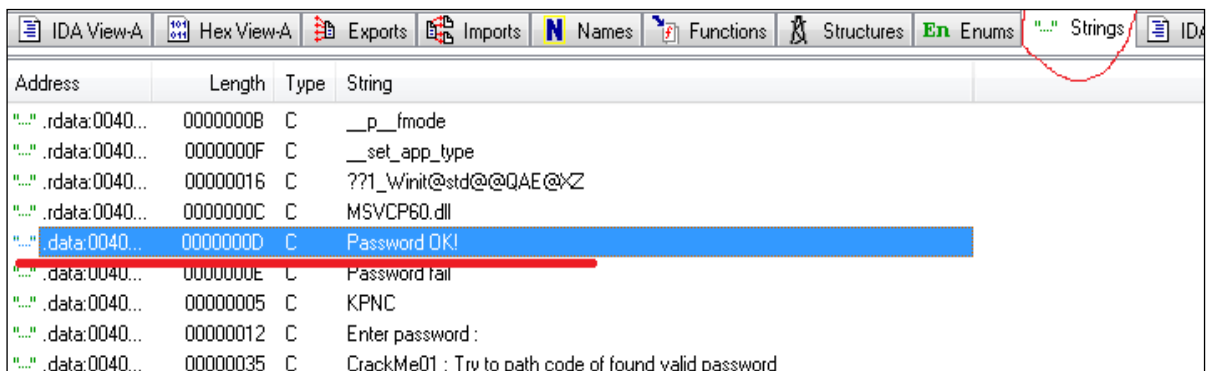 IDA View-A Hex View-A Exports Imports N Names Functions Structures En Enums "..." Strings IDA
Address Length Type String
"..." .rdata:0040... 0000000B C __p__fmode
"..." .rdata:0040... 0000000F C __set_app_type
"..." .rdata:0040... 00000016 C ??1_Winit@std@@QAE@XZ
"..." .rdata:0040... 0000000C C MSVCP60.dll
"..." .data:0040... 0000000D C Password OK!
"..." .data:0040... 0000000E C Password fail
"..." .data:0040... 00000005 C KPNC
"..." .data:0040... 00000012 C Enter password :
"..." .data:0040... 00000035 C CrackMe01 : Try to path code of found valid password